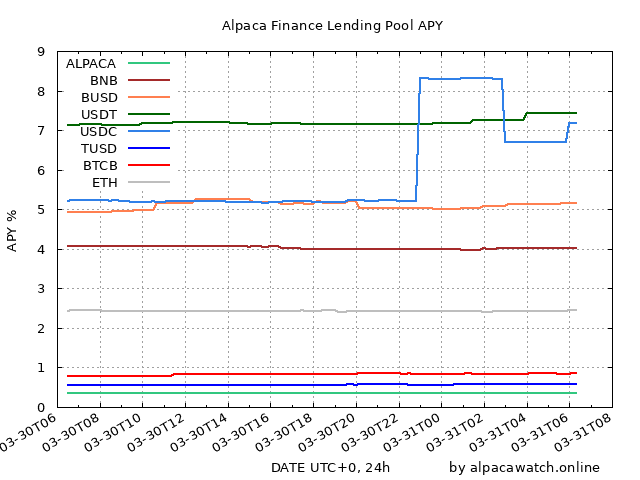 Alpaca Finance Lending Pool APY
9
8
7
6
5
4
3
2
1
0
APY %
ALPACA
BNB
BUSD
USDT
USDC
TUSD
BTCB
ETH
03-30T06
03-30T08
03-30T10
03-30T12
03-30T14
03-30T16
03-30T18
03-30T20
03-30T22
03-31T00
03-31T02
03-31T04
03-31T06
03-31T08
DATE UTC+0, 24h
by alpacawatch.online